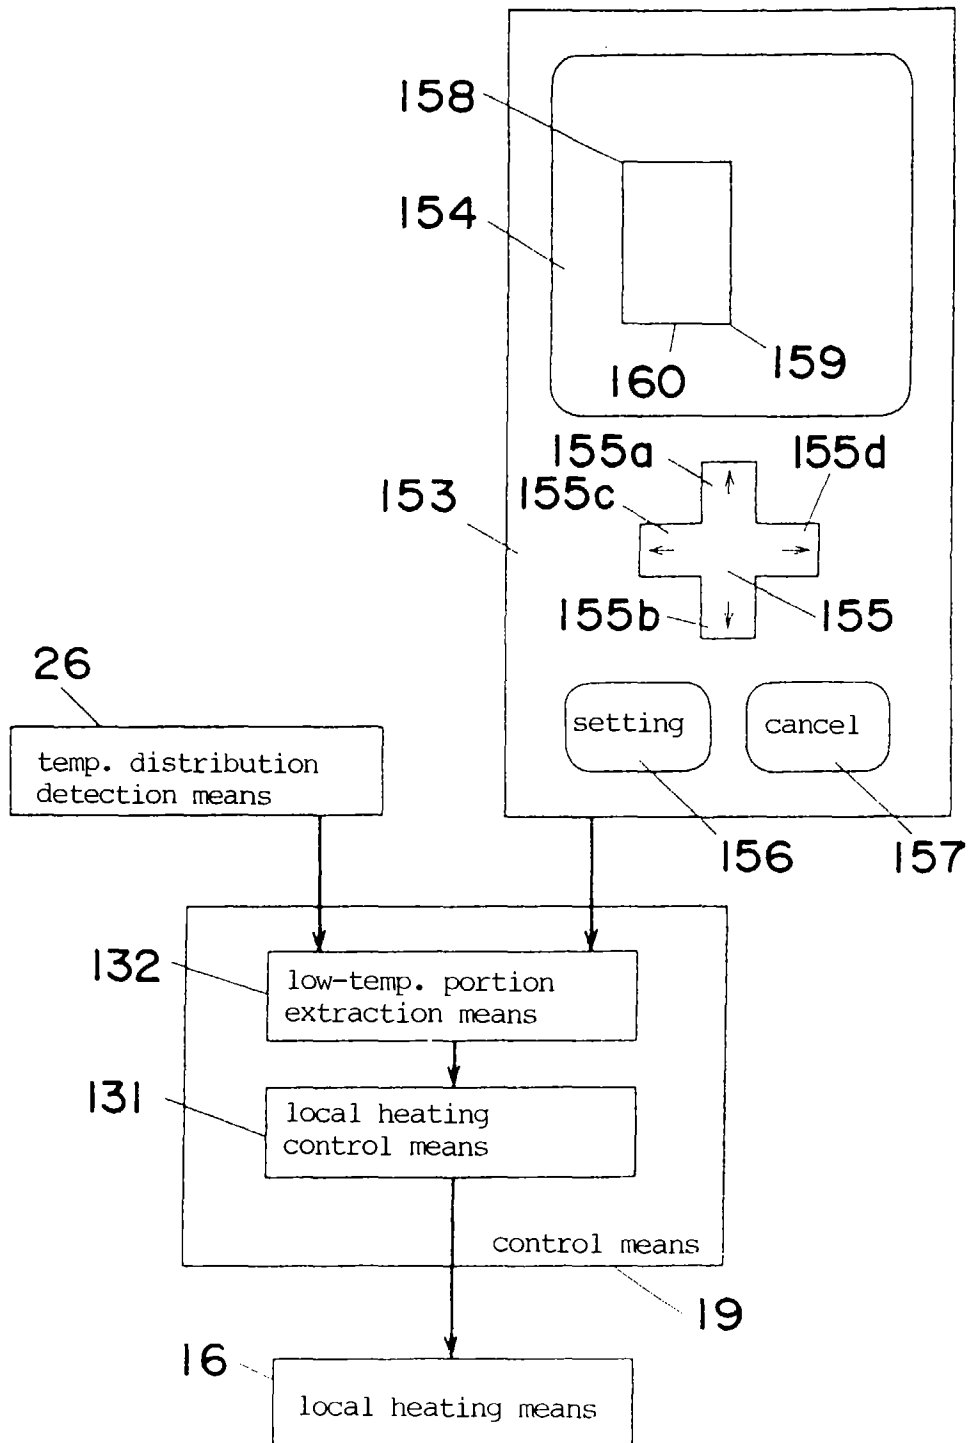 158
154
160
159
155a
155d
153
155c
155b
155
26
setting
cancel
temp. distribution
detection means
156
157
132
low-temp. portion
extraction means
131
local heating
control means
control means
19
16
local heating means